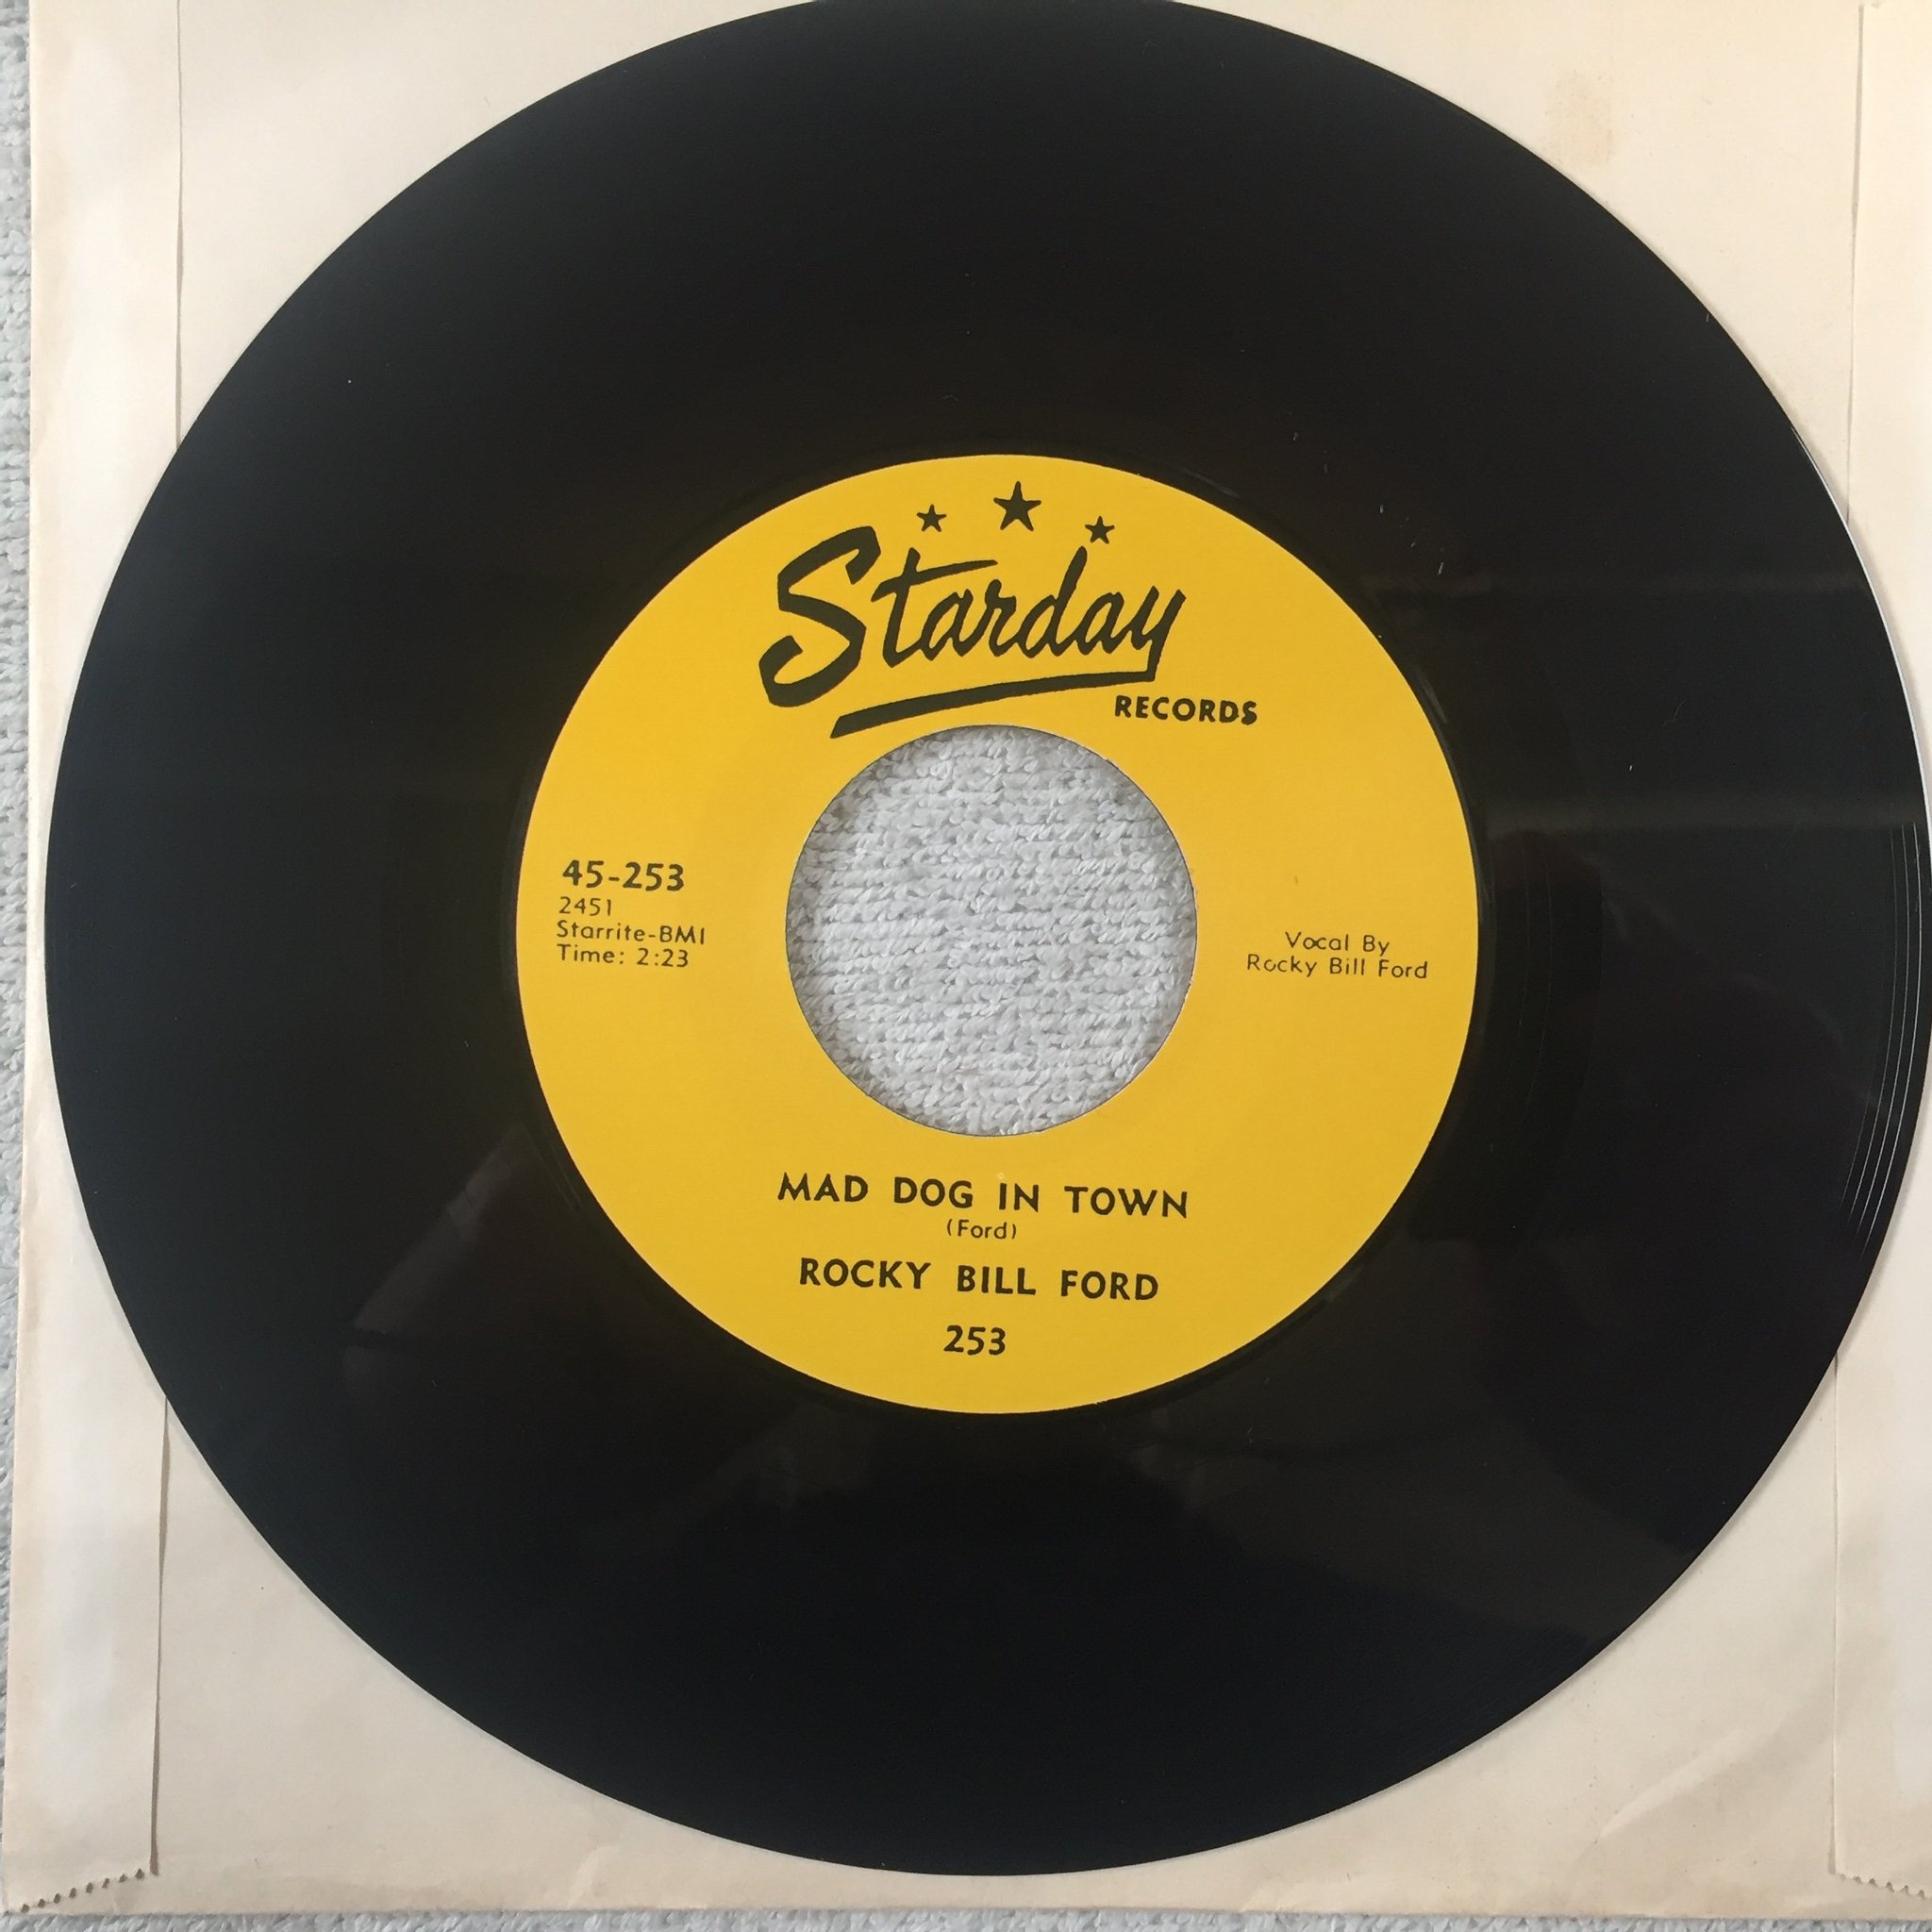 Starday
RECORDS
45-253
2451
Starrite-BMI
Time: 2:23
Vocal By
Rocky Bill Ford
MAD DOG IN TOWN
(Ford)
ROCKY BILL FORD
253